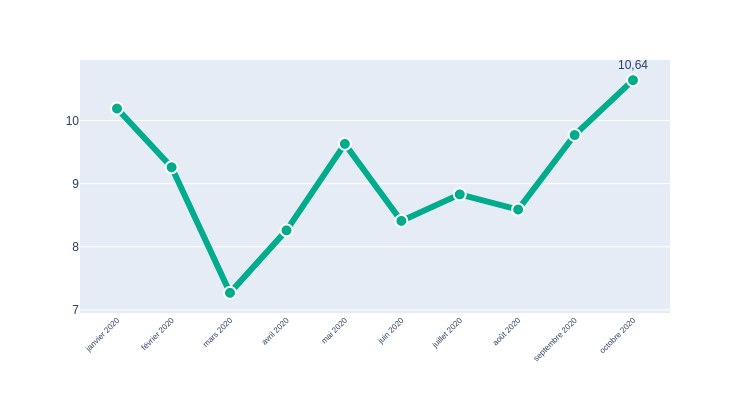 10,64
10
9
8
7
janvier 2020
février 2020
mars 2020
avril 2020
mai 2020
juin 2020
juillet 2020
août 2020
septembre 2020
octobre 2020